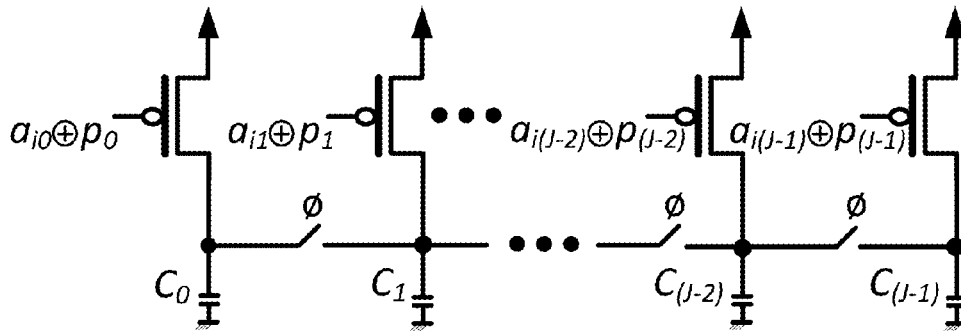 a_{i0}⊕p_0 a_{i1}⊕p_1 ••• a_{i(J-2)}⊕p_{(J-2)} a_{i(J-1)}⊕p_{(J-1)}
ø ••• ø ø
C_0 C_1 C_{(J-2)} C_{(J-1)}